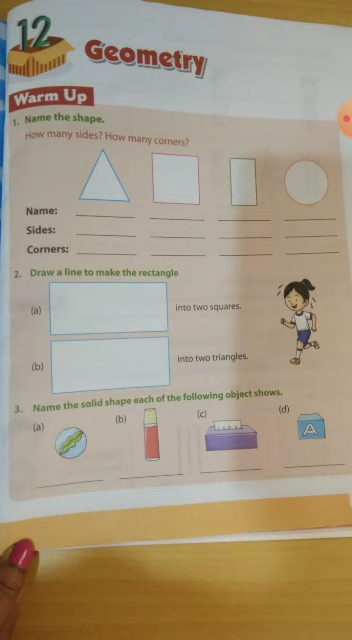 12
Geometry
Warm Up
1. Name the shape.
How many sides? How many corners?
Name:
Sides:
Corners:
2. Draw a line to make the rectangle
(a) into two squares.
(b) into two triangles.
3. Name the solid shape each of the following object shows.
(a) (b) (c) (d)
A